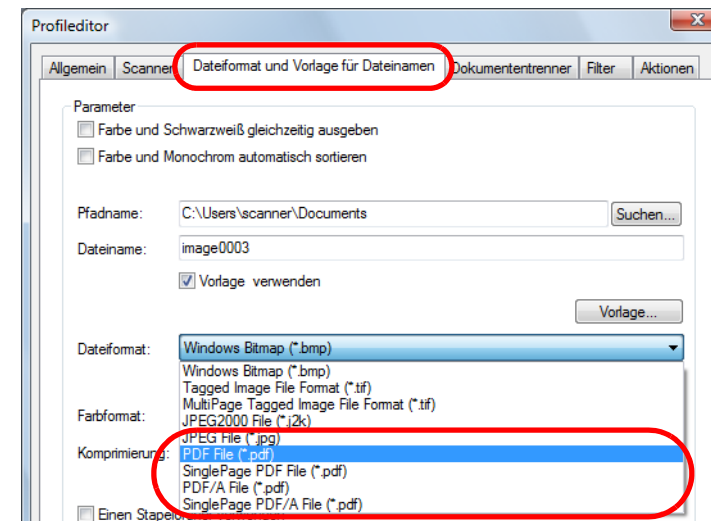 Profileditor
Allgemein Scanner Dateiformat und Vorlage für Dateinamen Dokumententrenner Filter Aktionen
Parameter
Farbe und Schwarzweiß gleichzeitig ausgeben
Farbe und Monochrom automatisch sortieren
Pfadname: C:\Users\scanner\Documents Suchen...
Dateiname: image0003
Vorlage verwenden
Vorlage...
Dateiformat: Windows Bitmap (*.bmp)
Windows Bitmap (*.bmp)
Tagged Image File Format (*.tif)
MultiPage Tagged Image File Format (*.tif)
Farbformat: JPEG2000 File (*.j2k)
JPEG File (*.jpg)
Komprimierung: PDF File (*.pdf)
SinglePage PDF File (*.pdf)
PDF/A File (*.pdf)
SinglePage PDF/A File (*.pdf)
Einen